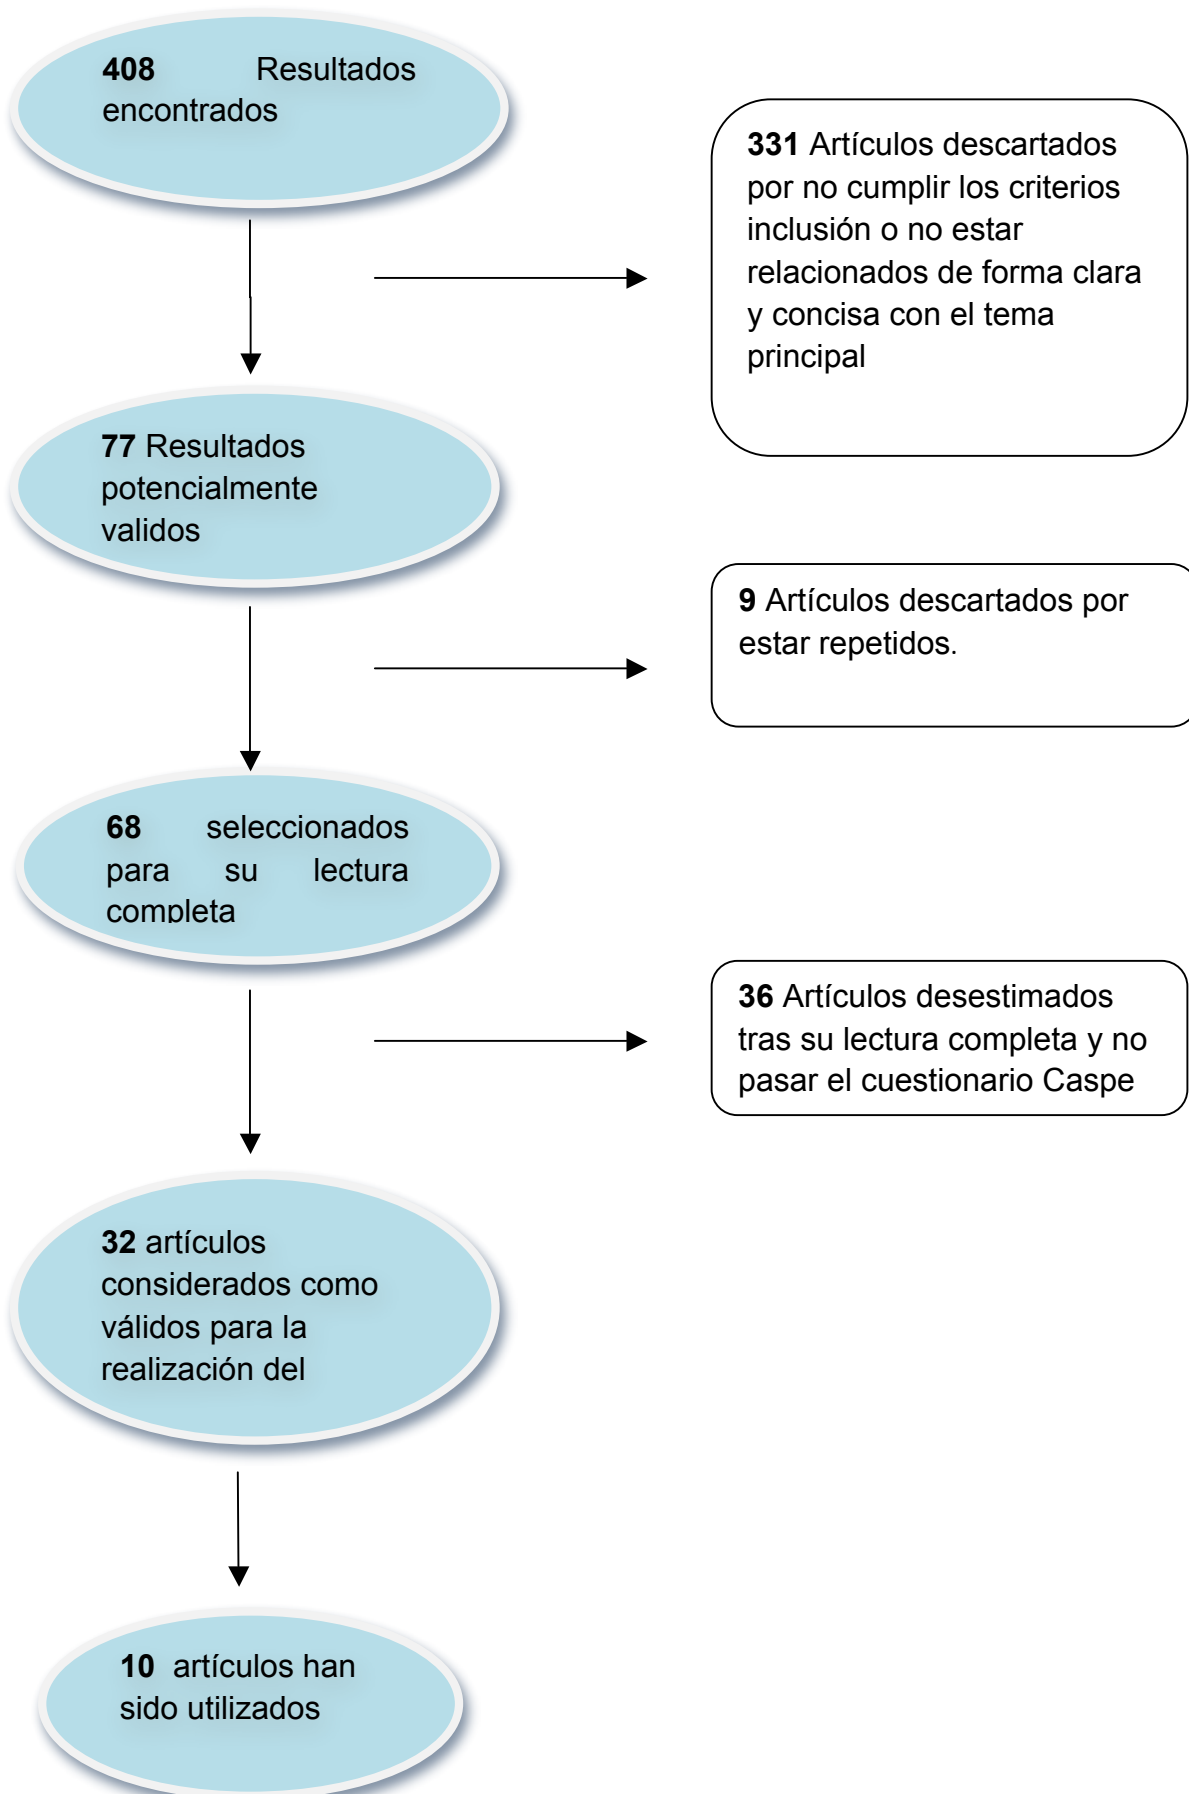 408 Resultados
encontrados
331 Artículos descartados
por no cumplir los criterios
inclusión o no estar
relacionados de forma clara
y concisa con el tema
principal
77 Resultados
potencialmente
validos
9 Artículos descartados por
estar repetidos.
68 seleccionados
para su lectura
completa
36 Artículos desestimados
tras su lectura completa y no
pasar el cuestionario Caspe
32 artículos
considerados como
válidos para la
realización del
10 artículos han
sido utilizados